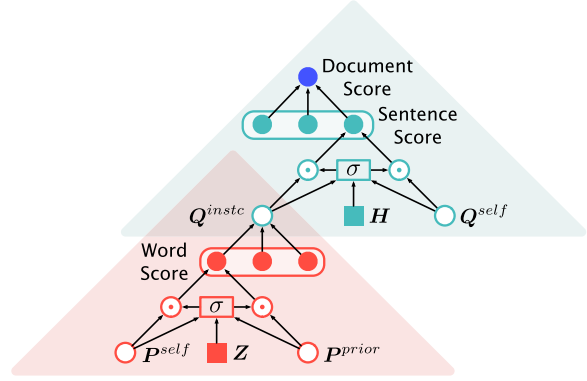 Document
Score
Sentence
Score
σ
Q^{instc}
H
Q^{self}
Word
Score
σ
P^{self}
Z
P^{prior}